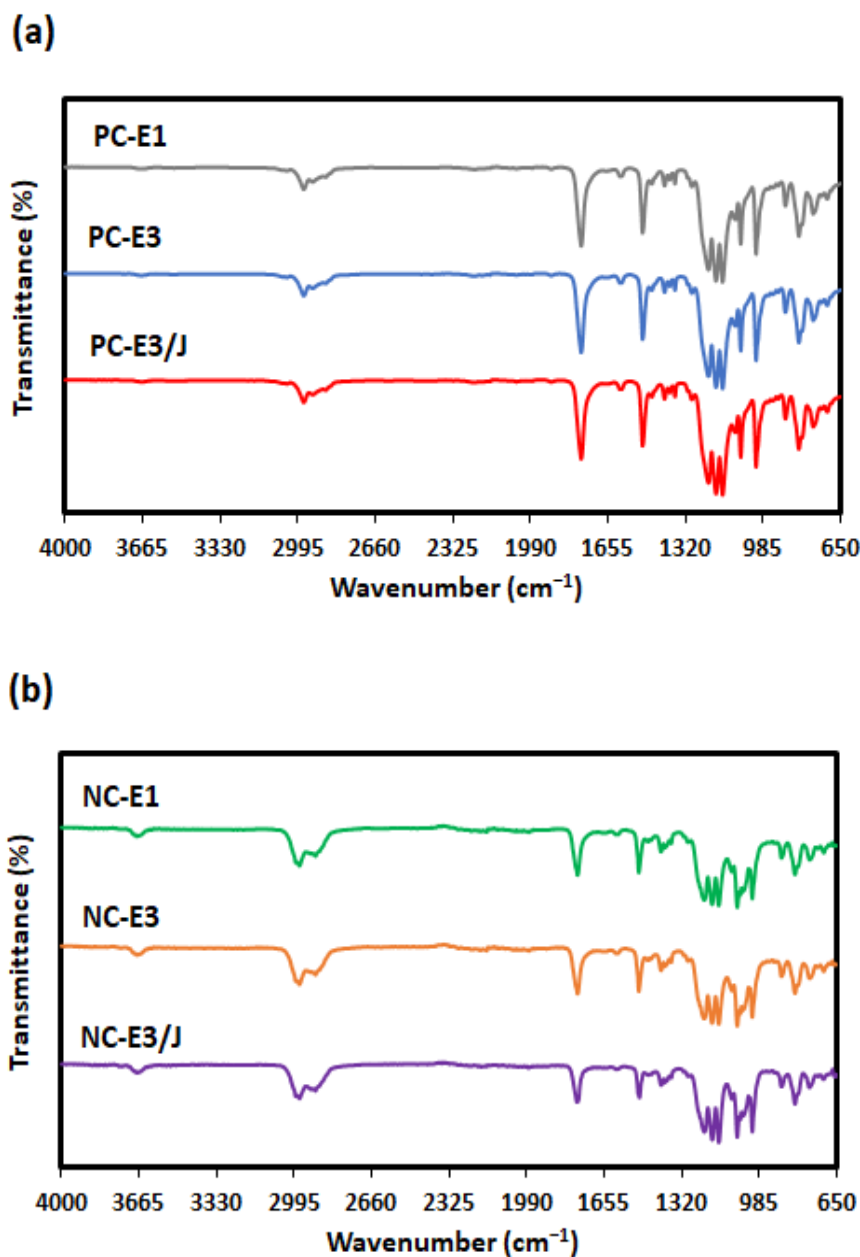 (a)
PC-E1
PC-E3
PC-E3/J
Transmittance (%)
4000 3665 3330 2995 2660 2325 1990 1655 1320 985 650
Wavenumber (cm⁻¹)
(b)
NC-E1
NC-E3
NC-E3/J
Transmittance (%)
4000 3665 3330 2995 2660 2325 1990 1655 1320 985 650
Wavenumber (cm⁻¹)